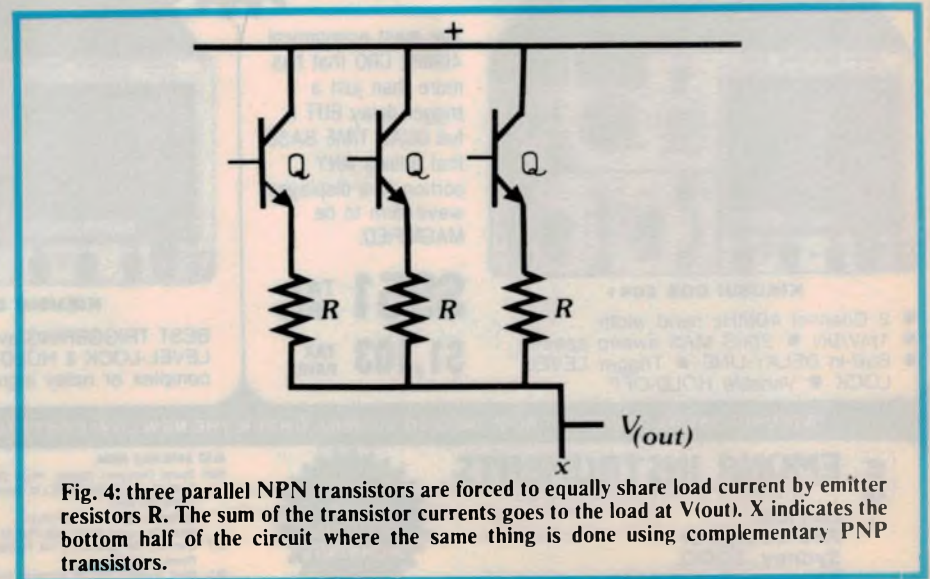 +
Q Q Q
R R R
V(out)
x
Fig. 4: three parallel NPN transistors are forced to equally share load current by emitter
resistors R. The sum of the transistor currents goes to the load at V(out). X indicates the
bottom half of the circuit where the same thing is done using complementary PNP
transistors.